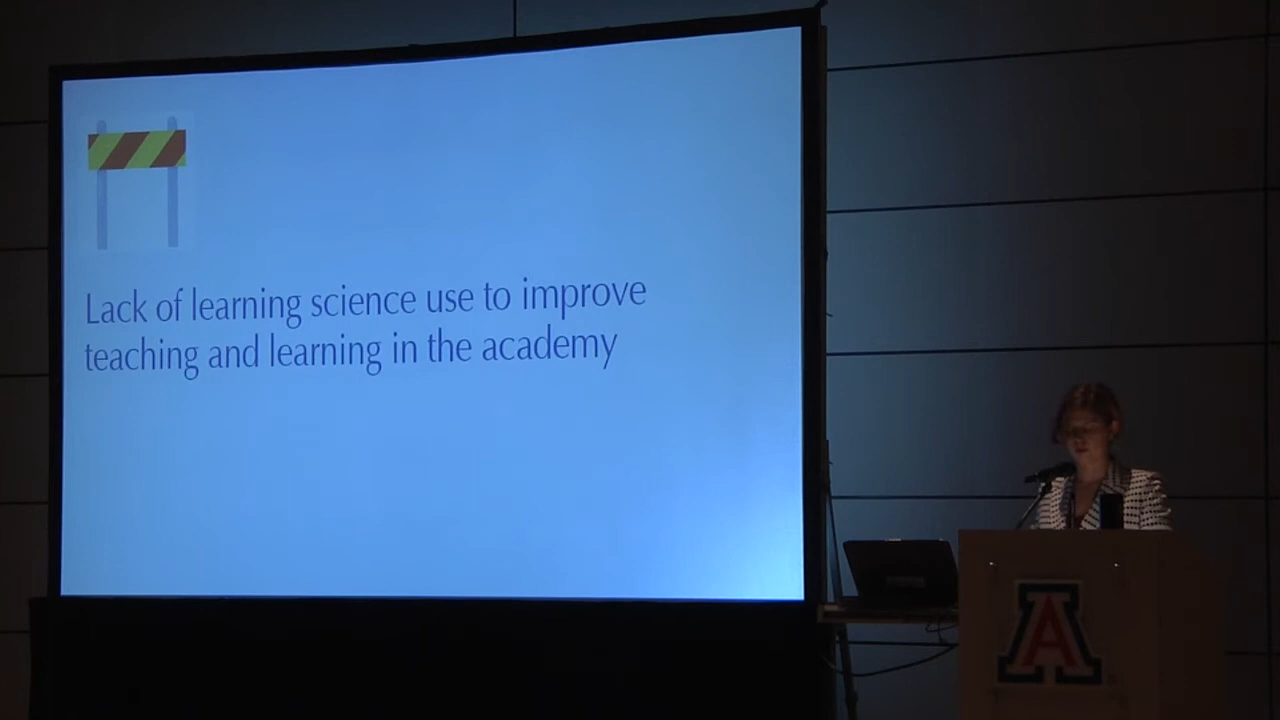 Lack of learning science use to improve
teaching and learning in the academy
A